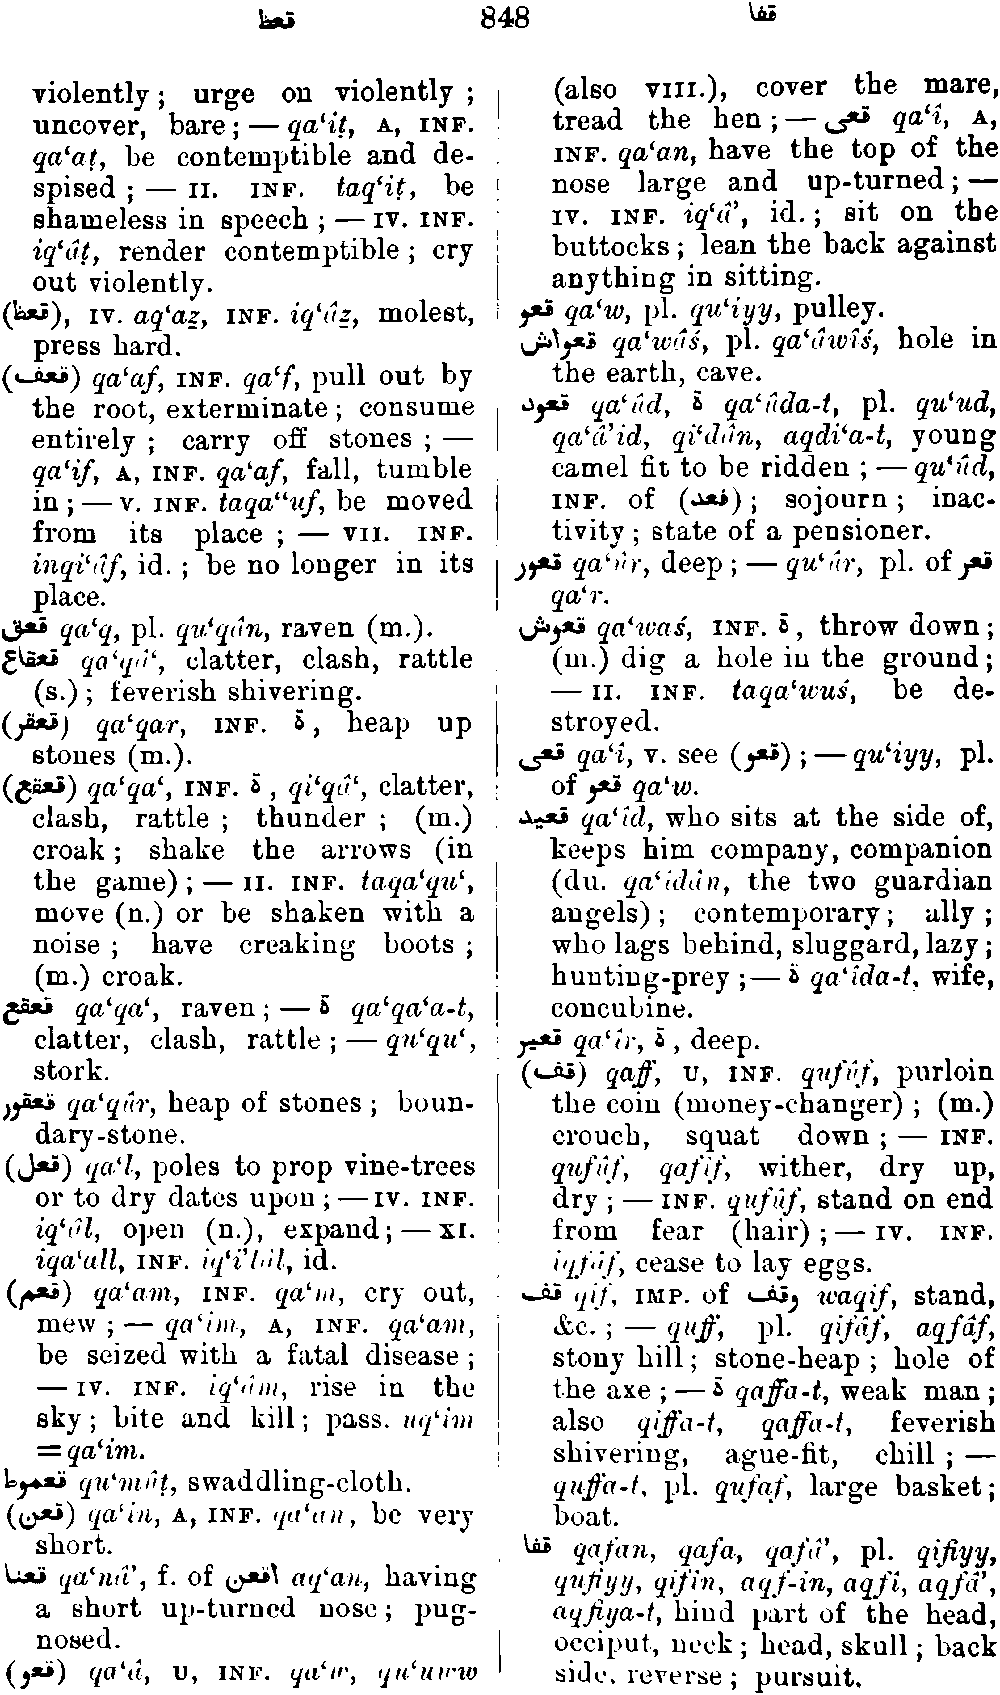 قعظ 848 قفا
violently ; urge on violently ;
uncover, bare ; — qa‘iṭ, A, INF.
qa‘aṭ, be contemptible and de-
spised ; — II. INF. taq‘iṭ, be
shameless in speech ; — IV. INF.
iq‘âṭ, render contemptible ; cry
out violently.
(قعظ), IV. aq‘aẓ, INF. iq‘âẓ, molest,
press hard.
(قعف) qa‘af, INF. qa‘f, pull out by
the root, exterminate ; consume
entirely ; carry off stones ; —
qa‘if, A, INF. qa‘af, fall, tumble
in ; — V. INF. taqa‘‘uf, be moved
from its place ; — VII. INF.
inqi‘âf, id. ; be no longer in its
place.
قعق qa‘q, pl. qu‘qân, raven (m.).
قعقاع qa‘qâ‘, clatter, clash, rattle
(s.) ; feverish shivering.
(قعقر) qa‘qar, INF. ة, heap up
stones (m.).
(قعقع) qa‘qa‘, INF. ة, qi‘qâ‘, clatter,
clash, rattle ; thunder ; (m.)
croak ; shake the arrows (in
the game) ; — II. INF. taqa‘qu‘,
move (n.) or be shaken with a
noise ; have creaking boots ;
(m.) croak.
قعقع qa‘qa‘, raven ; — ة qa‘qa‘a-t,
clatter, clash, rattle ; — qu‘qu‘,
stork.
قعقور qa‘qûr, heap of stones ; boun-
dary-stone.
(قعل) qa‘l, poles to prop vine-trees
or to dry dates upon ; — IV. INF.
iq‘âl, open (n.), expand ; — XI.
iqa‘all, INF. iq‘i’lâl, id.
(قعم) qa‘am, INF. qa‘m, cry out,
mew ; — qa‘im, A, INF. qa‘am,
be seized with a fatal disease ;
— IV. INF. iq‘âm, rise in the
sky ; bite and kill ; pass. uq‘im
= qa‘im.
قعموط qu‘mûṭ, swaddling-cloth.
(قعن) qa‘in, A, INF. qa‘an, be very
short.
قعنا qa‘nâ’, f. of اقعن aq‘an, having
a short up-turned nose ; pug-
nosed.
(قعو) qa‘â, U, INF. qa‘w, qu‘uww
(also VIII.), cover the mare,
tread the hen ; — قعى qa‘î, A,
INF. qa‘an, have the top of the
nose large and up-turned ; —
IV. INF. iq‘â’, id. ; sit on the
buttocks ; lean the back against
anything in sitting.
قعو qa‘w, pl. qu‘iyy, pulley.
قعواش qa‘wâś, pl. qa‘âwîś, hole in
the earth, cave.
قعود qa‘ûd, ة qa‘ûda-t, pl. qu‘ud,
qa‘â’id, qi‘dân, aqdi‘a-t, young
camel fit to be ridden ; — qu‘ûd,
INF. of (قعد) ; sojourn ; inac-
tivity ; state of a pensioner.
قعور qa‘ûr, deep ; — qu‘ûr, pl. of قعر
qa‘r.
قعوش qa‘waś, INF. ة, throw down ;
(m.) dig a hole in the ground ;
— II. INF. taqa‘wuś, be de-
stroyed.
قعى qa‘î, V. see (قعو) ; — qu‘iyy, pl.
of قعو qa‘w.
قعيد qa‘îd, who sits at the side of,
keeps him company, companion
(du. qa‘îdân, the two guardian
angels) ; contemporary ; ally ;
who lags behind, sluggard, lazy ;
hunting-prey ; — ة qa‘îda-t, wife,
concubine.
قعير qa‘îr, ة, deep.
(قف) qaff, U, INF. qufûf, purloin
the coin (money-changer) ; (m.)
crouch, squat down ; — INF.
qufûf, qafîf, wither, dry up,
dry ; — INF. qufûf, stand on end
from fear (hair) ; — IV. INF.
iqfâf, cease to lay eggs.
قف qif, IMP. of وقف waqif, stand,
&c. ; — quff, pl. qifâf, aqfâf,
stony hill ; stone-heap ; hole of
the axe ; — ة qaffa-t, weak man ;
also qiffa-t, qaffa-t, feverish
shivering, ague-fit, chill ; —
quffa-t, pl. qufaf, large basket ;
boat.
قفا qafan, qafa, qafâ’, pl. qifiyy,
qufiyy, qifin, aqf-in, aqfî, aqfâ’,
aqfiya-t, hind part of the head,
occiput, neck ; head, skull ; back
side, reverse ; pursuit.